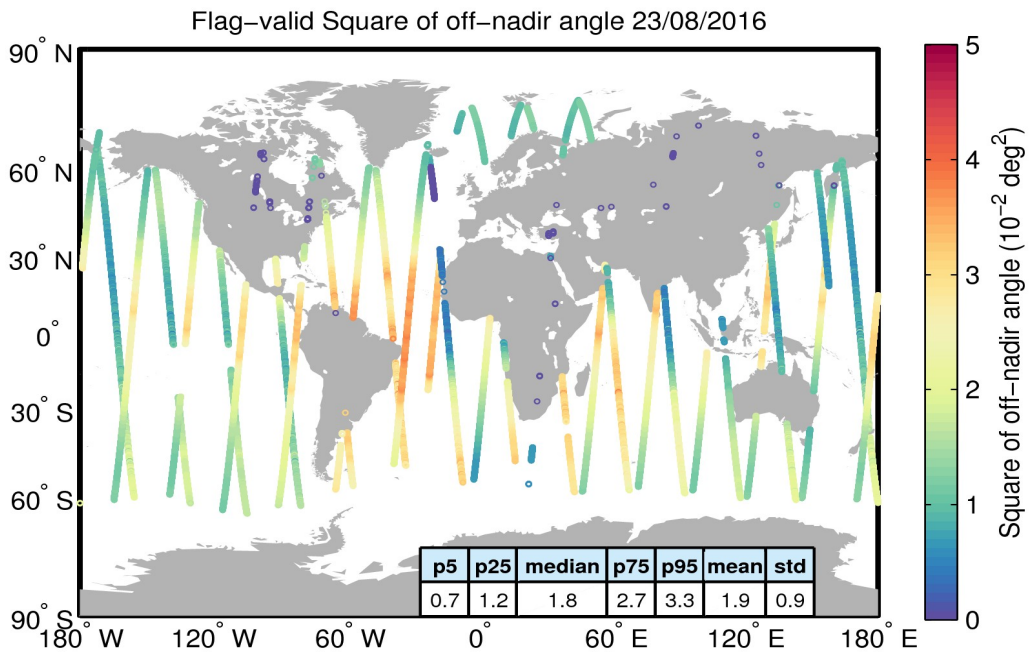 Flag−valid Square of off−nadir angle 23/08/2016
90° N
60° N
30° N
0°
30° S
60° S
90° S
180° W
120° W
60° W
0°
60° E
120° E
180° E
p5 p25 median p75 p95 mean std
0.7 1.2 1.8 2.7 3.3 1.9 0.9
5
4
3
2
1
0
Square of off−nadir angle (10⁻² deg²)